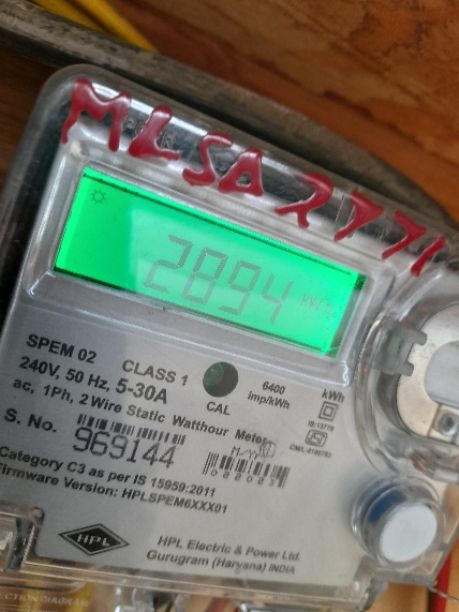 MLSA2771
2894 kWh
SPEM 02
CLASS 1
6400 imp/kWh
kWh
240V, 50 Hz, 5-30A
CAL
IS:13779
ac, 1Ph, 2 Wire Static Watthour Meter
S. No. 969144
Category C3 as per IS 15959:2011
Firmware Version: HPLSPEM6XXX01
HPL
HPL Electric & Power Ltd.
Gurugram (Haryana) INDIA